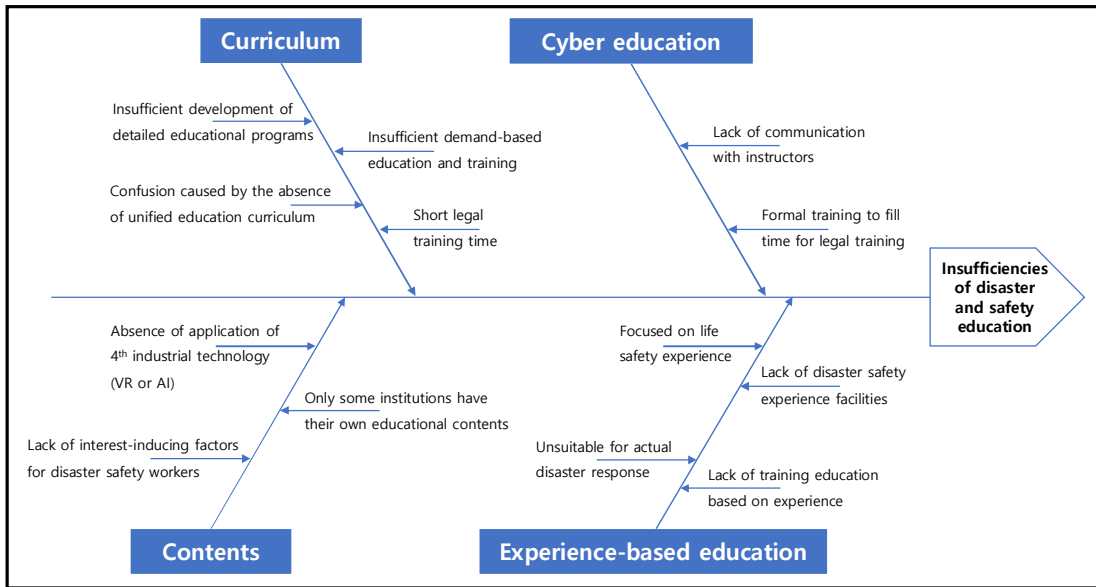 Curriculum
Cyber education
Insufficient development of
detailed educational programs
Insufficient demand-based
education and training
Confusion caused by the absence
of unified education curriculum
Short legal
training time
Lack of communication
with instructors
Formal training to fill
time for legal training
Insufficiencies
of disaster
and safety
education
Absence of application of
4th industrial technology
(VR or AI)
Only some institutions have
their own educational contents
Lack of interest-inducing factors
for disaster safety workers
Focused on life
safety experience
Lack of disaster safety
experience facilities
Unsuitable for actual
disaster response
Lack of training education
based on experience
Contents
Experience-based education